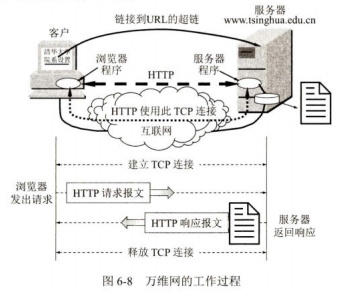 链接到URL的超链
服务器
www.tsinghua.edu.cn
客户
清华大学
院系设置
浏览器
程序
服务器
程序
HTTP
HTTP 使用此 TCP 连接
互联网
建立 TCP 连接
浏览器
发出请求
HTTP 请求报文
HTTP 响应报文
服务器
返回响应
释放 TCP 连接
图 6-8 万维网的工作过程